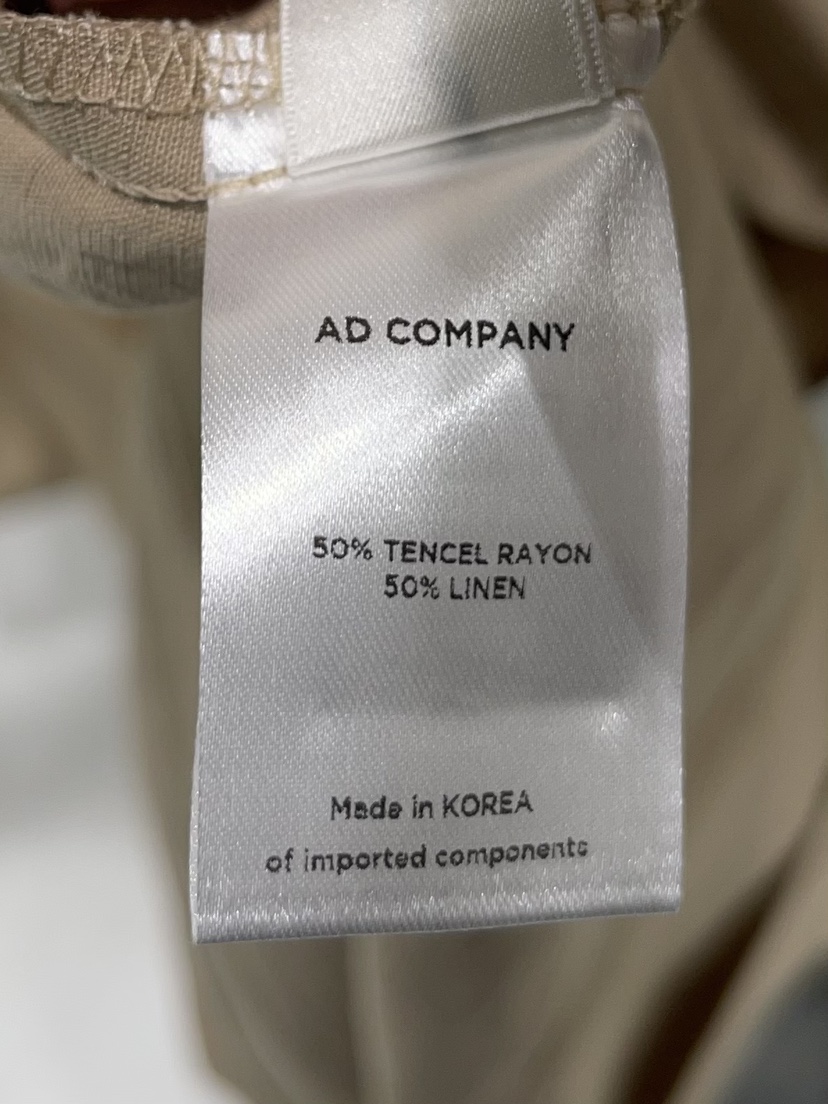 AD COMPANY
50% TENCEL RAYON
50% LINEN
Made in KOREA
of imported components